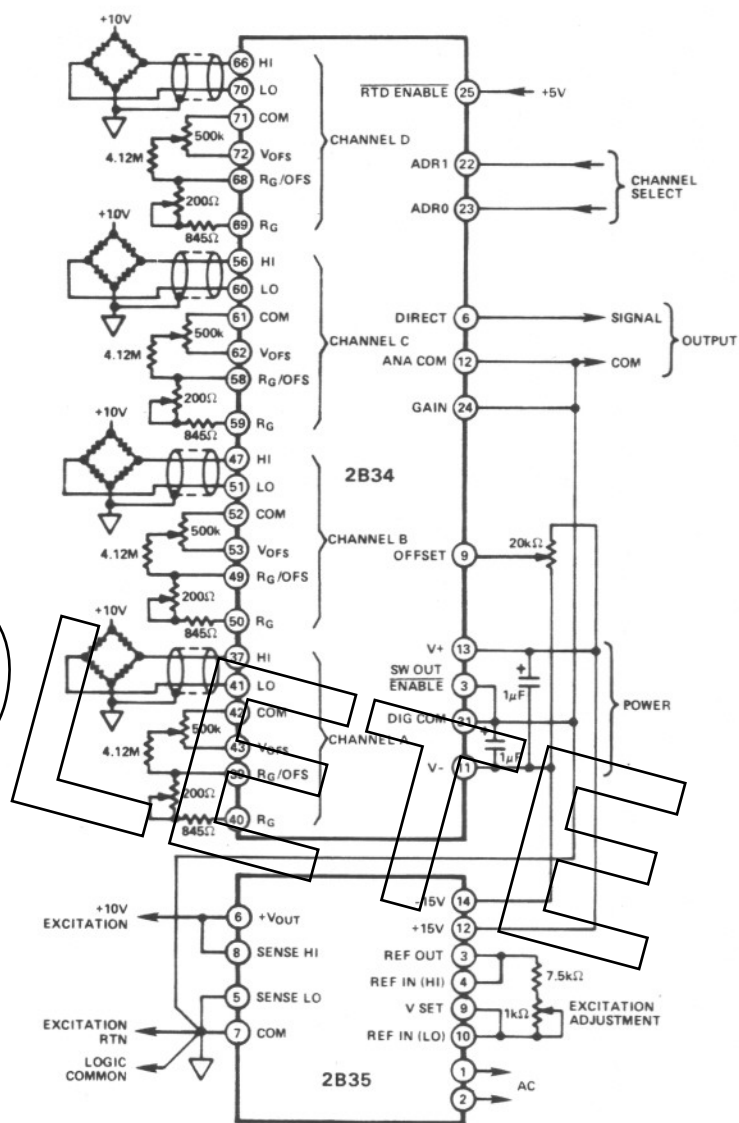 +10V
66 HI
70 LO
71 COM
500k
4.12M
72 VOFS
68 RG/OFS
200Ω
69 RG
845Ω
CHANNEL D
+10V
56 HI
60 LO
61 COM
500k
4.12M
62 VOFS
58 RG/OFS
200Ω
59 RG
845Ω
CHANNEL C
+10V
47 HI
51 LO
52 COM
500k
4.12M
53 VOFS
49 RG/OFS
200Ω
50 RG
845Ω
CHANNEL B
+10V
37 HI
41 LO
42 COM
500k
4.12M
43 VOFS
39 RG/OFS
200Ω
40 RG
845Ω
CHANNEL A
2B34
RTD ENABLE 25 +5V
ADR1 22
ADR0 23
CHANNEL
SELECT
DIRECT 6 SIGNAL
ANA COM 12 COM
OUTPUT
GAIN 24
OFFSET 9 20kΩ
V+ 13
SW OUT
ENABLE 3
+
1μF
DIG COM 31
+
1μF
V- 11
POWER
+10V
EXCITATION
6 +VOUT
8 SENSE HI
5 SENSE LO
7 COM
EXCITATION
RTN
LOGIC
COMMON
2B35
-15V 14
+15V 12
REF OUT 3
REF IN (HI) 4
7.5kΩ
V SET 9
1kΩ
REF IN (LO) 10
EXCITATION
ADJUSTMENT
1
2
AC
LETE